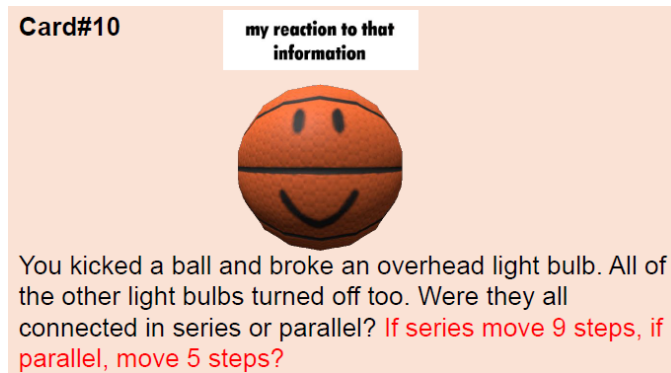 Card#10
my reaction to that
information
You kicked a ball and broke an overhead light bulb. All of
the other light bulbs turned off too. Were they all
connected in series or parallel? If series move 9 steps, if
parallel, move 5 steps?